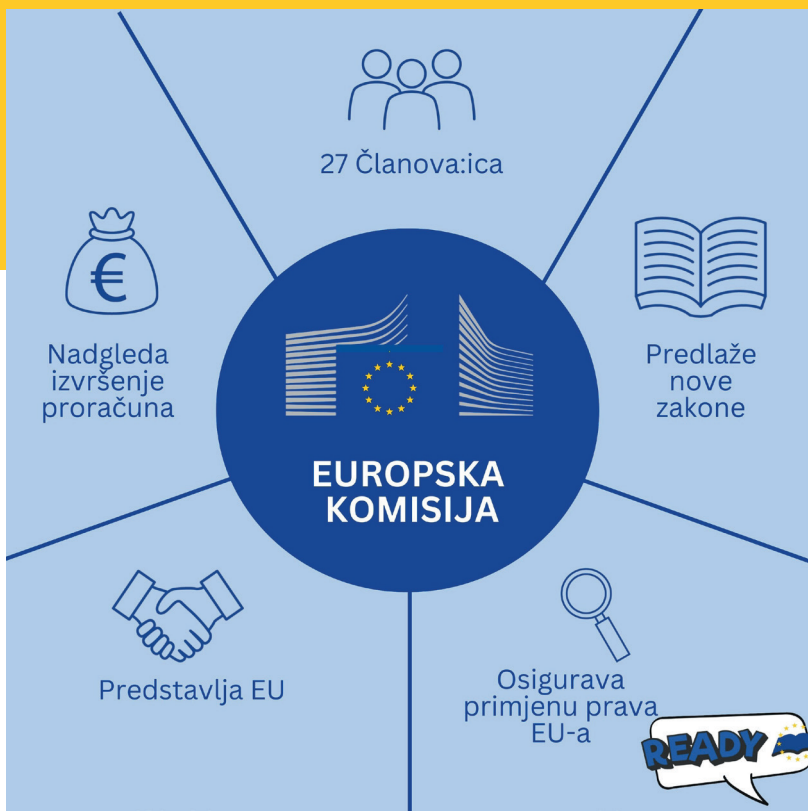 27 Članova:ica
€
Nadgleda
izvršenje
proračuna
Predlaže
nove
zakone
EUROPSKA
KOMISIJA
Predstavlja EU
Osigurava
primjenu prava
EU-a
READY